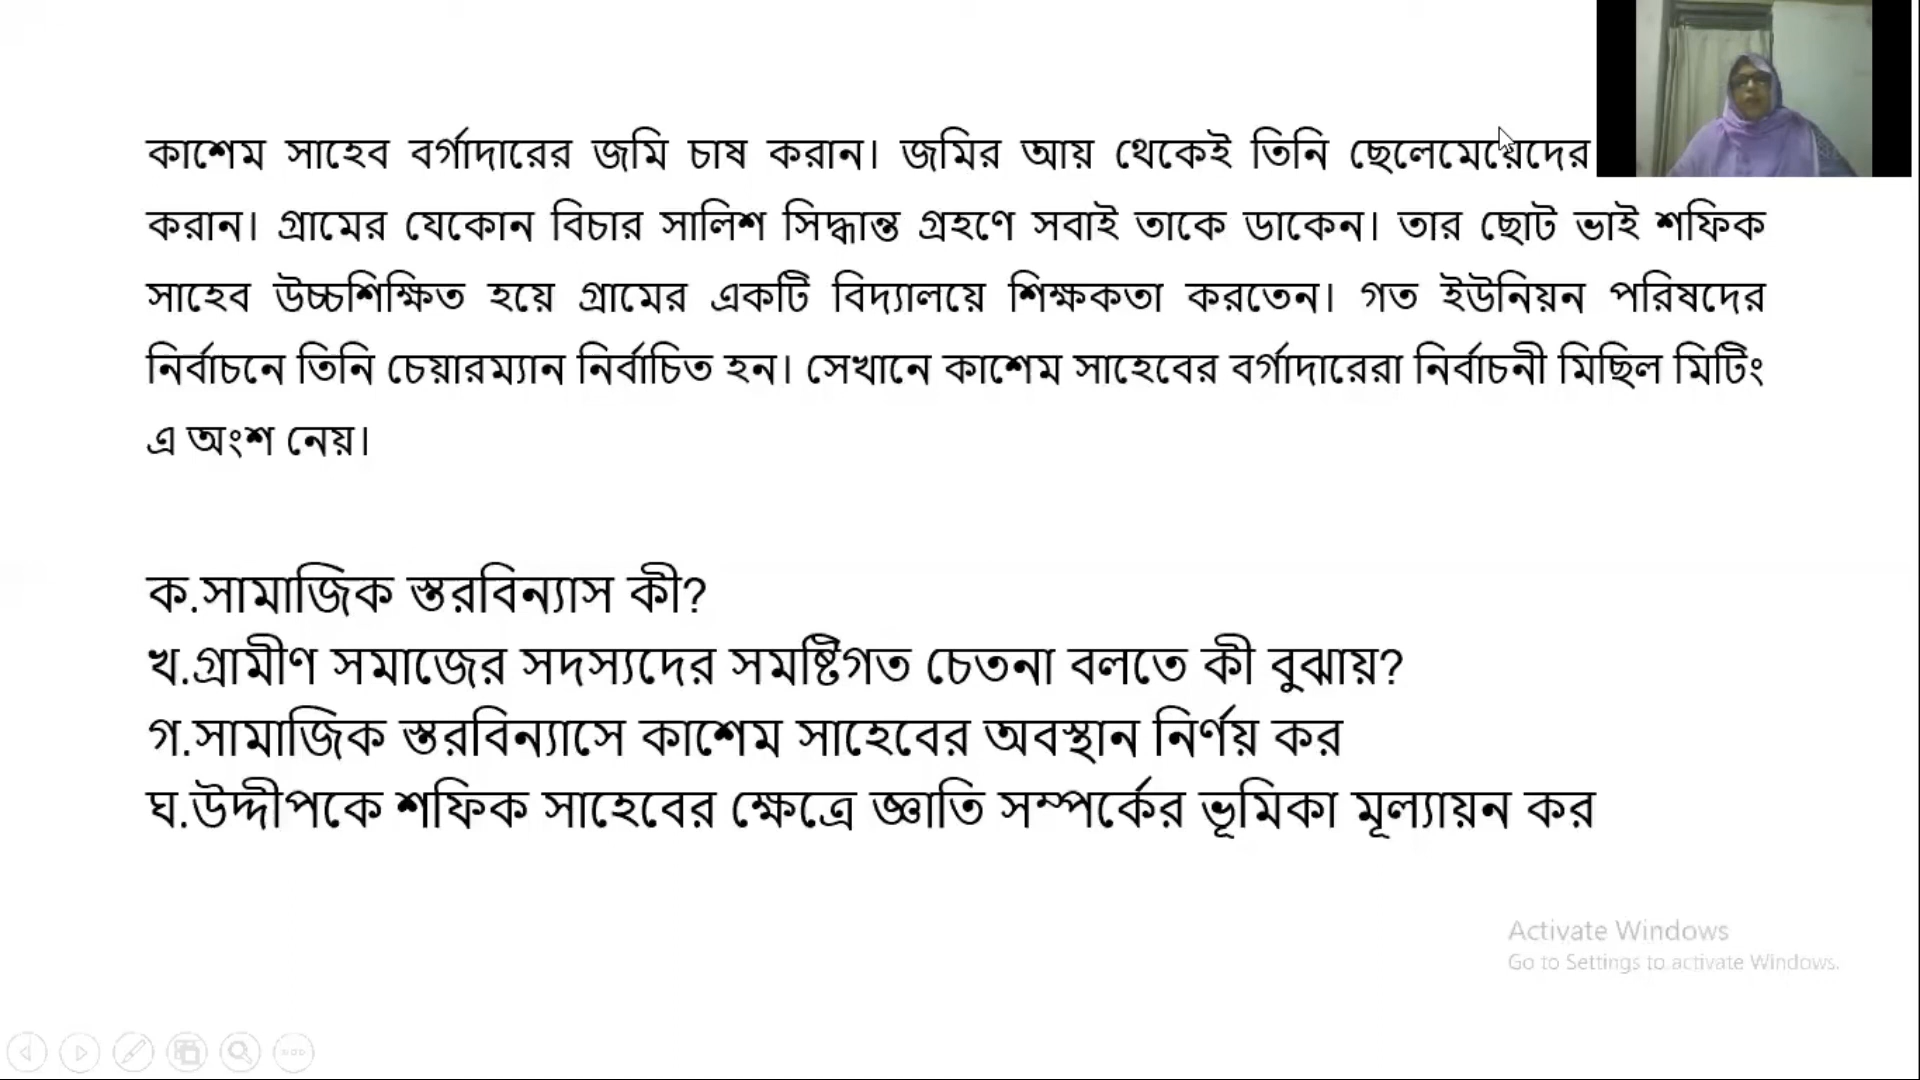 কাশেম সাহেব বর্গাদারের জমি চাষ করান। জমির আয় থেকেই তিনি ছেলেমেয়েদের
করান। গ্রামের যেকোন বিচার সালিশ সিদ্ধান্ত গ্রহণে সবাই তাকে ডাকেন। তার ছোট ভাই শফিক
সাহেব উচ্চশিক্ষিত হয়ে গ্রামের একটি বিদ্যালয়ে শিক্ষকতা করতেন। গত ইউনিয়ন পরিষদের
নির্বাচনে তিনি চেয়ারম্যান নির্বাচিত হন। সেখানে কাশেম সাহেবের বর্গাদারেরা নির্বাচনী মিছিল মিটিং
এ অংশ নেয়।
ক.সামাজিক স্তরবিন্যাস কী?
খ.গ্রামীণ সমাজের সদস্যদের সমষ্টিগত চেতনা বলতে কী বুঝায়?
গ.সামাজিক স্তরবিন্যাসে কাশেম সাহেবের অবস্থান নির্ণয় কর
ঘ.উদ্দীপকে শফিক সাহেবের ক্ষেত্রে জ্ঞাতি সম্পর্কের ভূমিকা মূল্যায়ন কর
Activate Windows
Go to Settings to activate Windows.